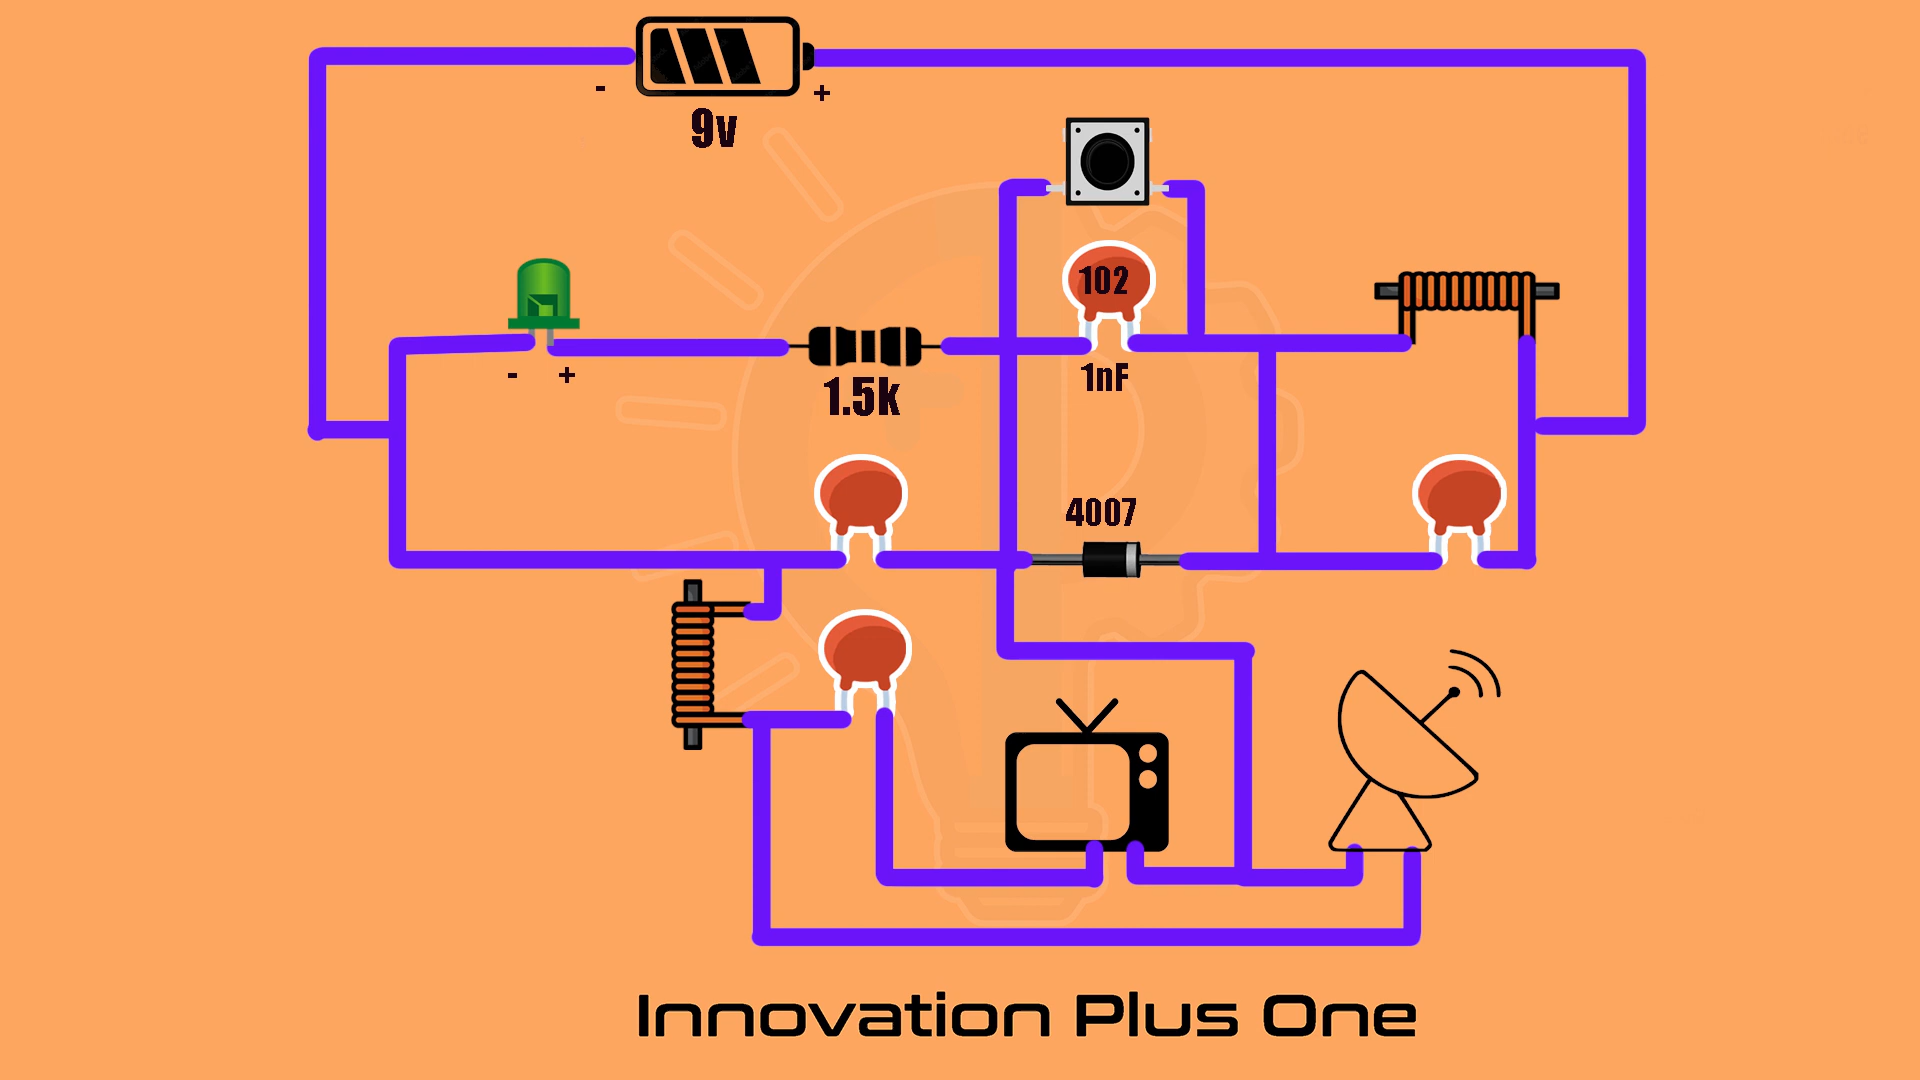 - +
9v
102
- +
1.5k
1nF
4007
Innovation Plus One